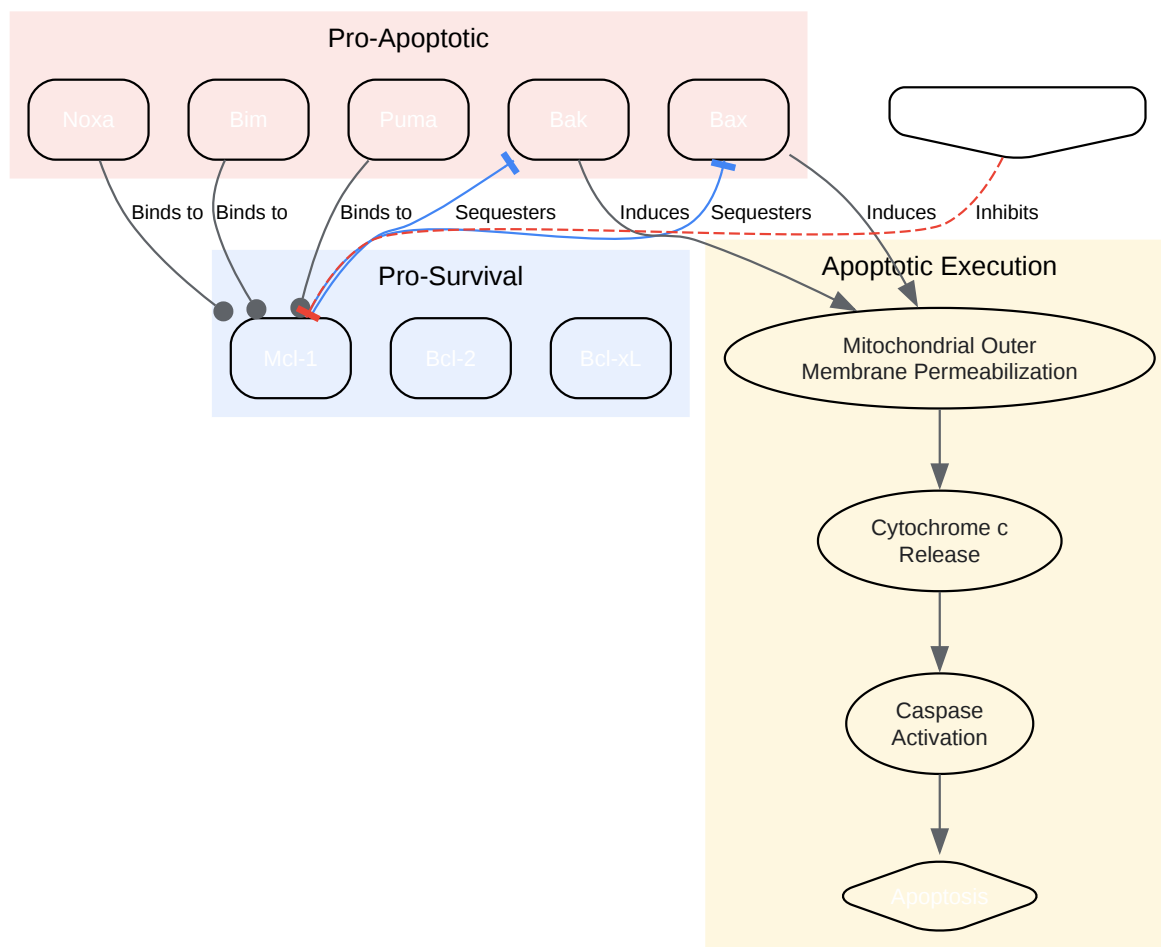 Pro-Apoptotic
Noxa
Bim
Puma
Bak
Bax
Binds to
Binds to
Binds to
Sequesters
Induces
Sequesters
Induces
Inhibits
Pro-Survival
Mcl-1
Bcl-2
Bcl-xL
Apoptotic Execution
Mitochondrial Outer
Membrane Permeabilization
Cytochrome c
Release
Caspase
Activation
Apoptosis